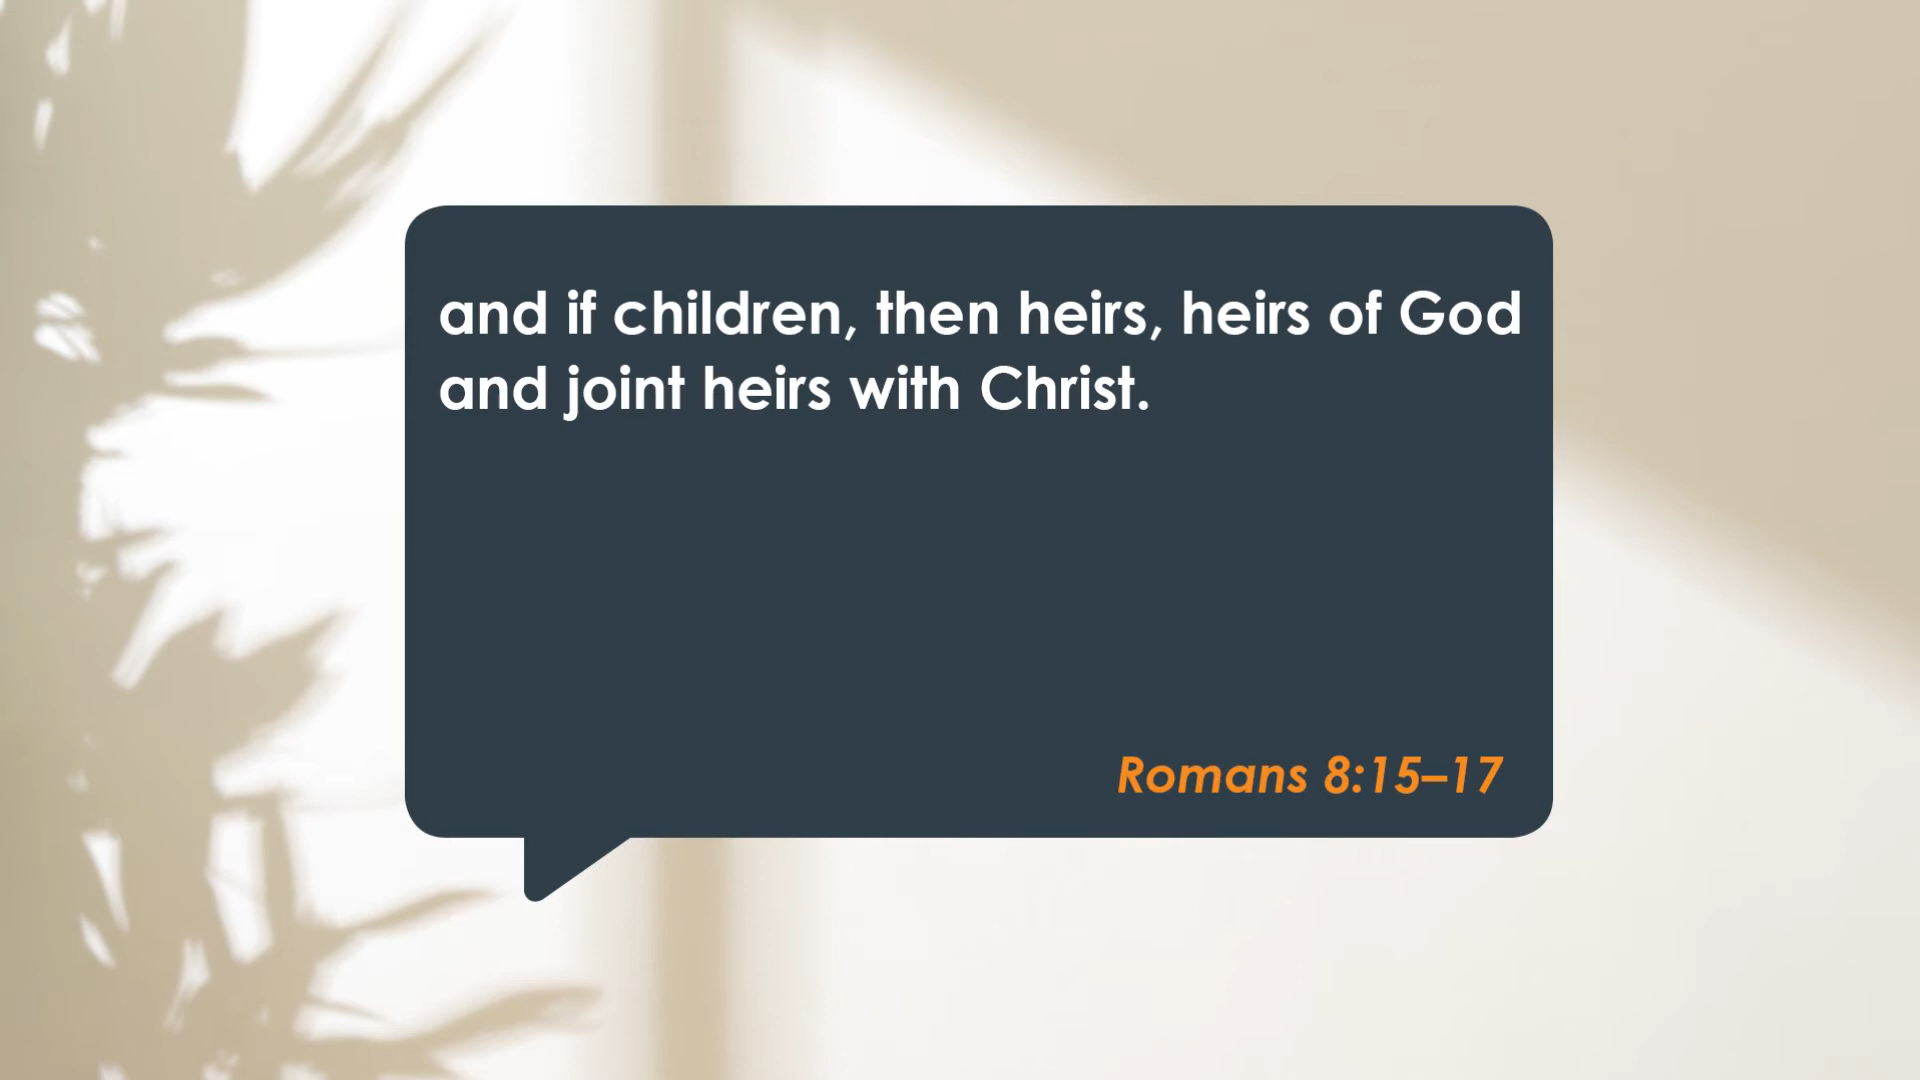 and if children, then heirs, heirs of God
and joint heirs with Christ.
Romans 8:15–17